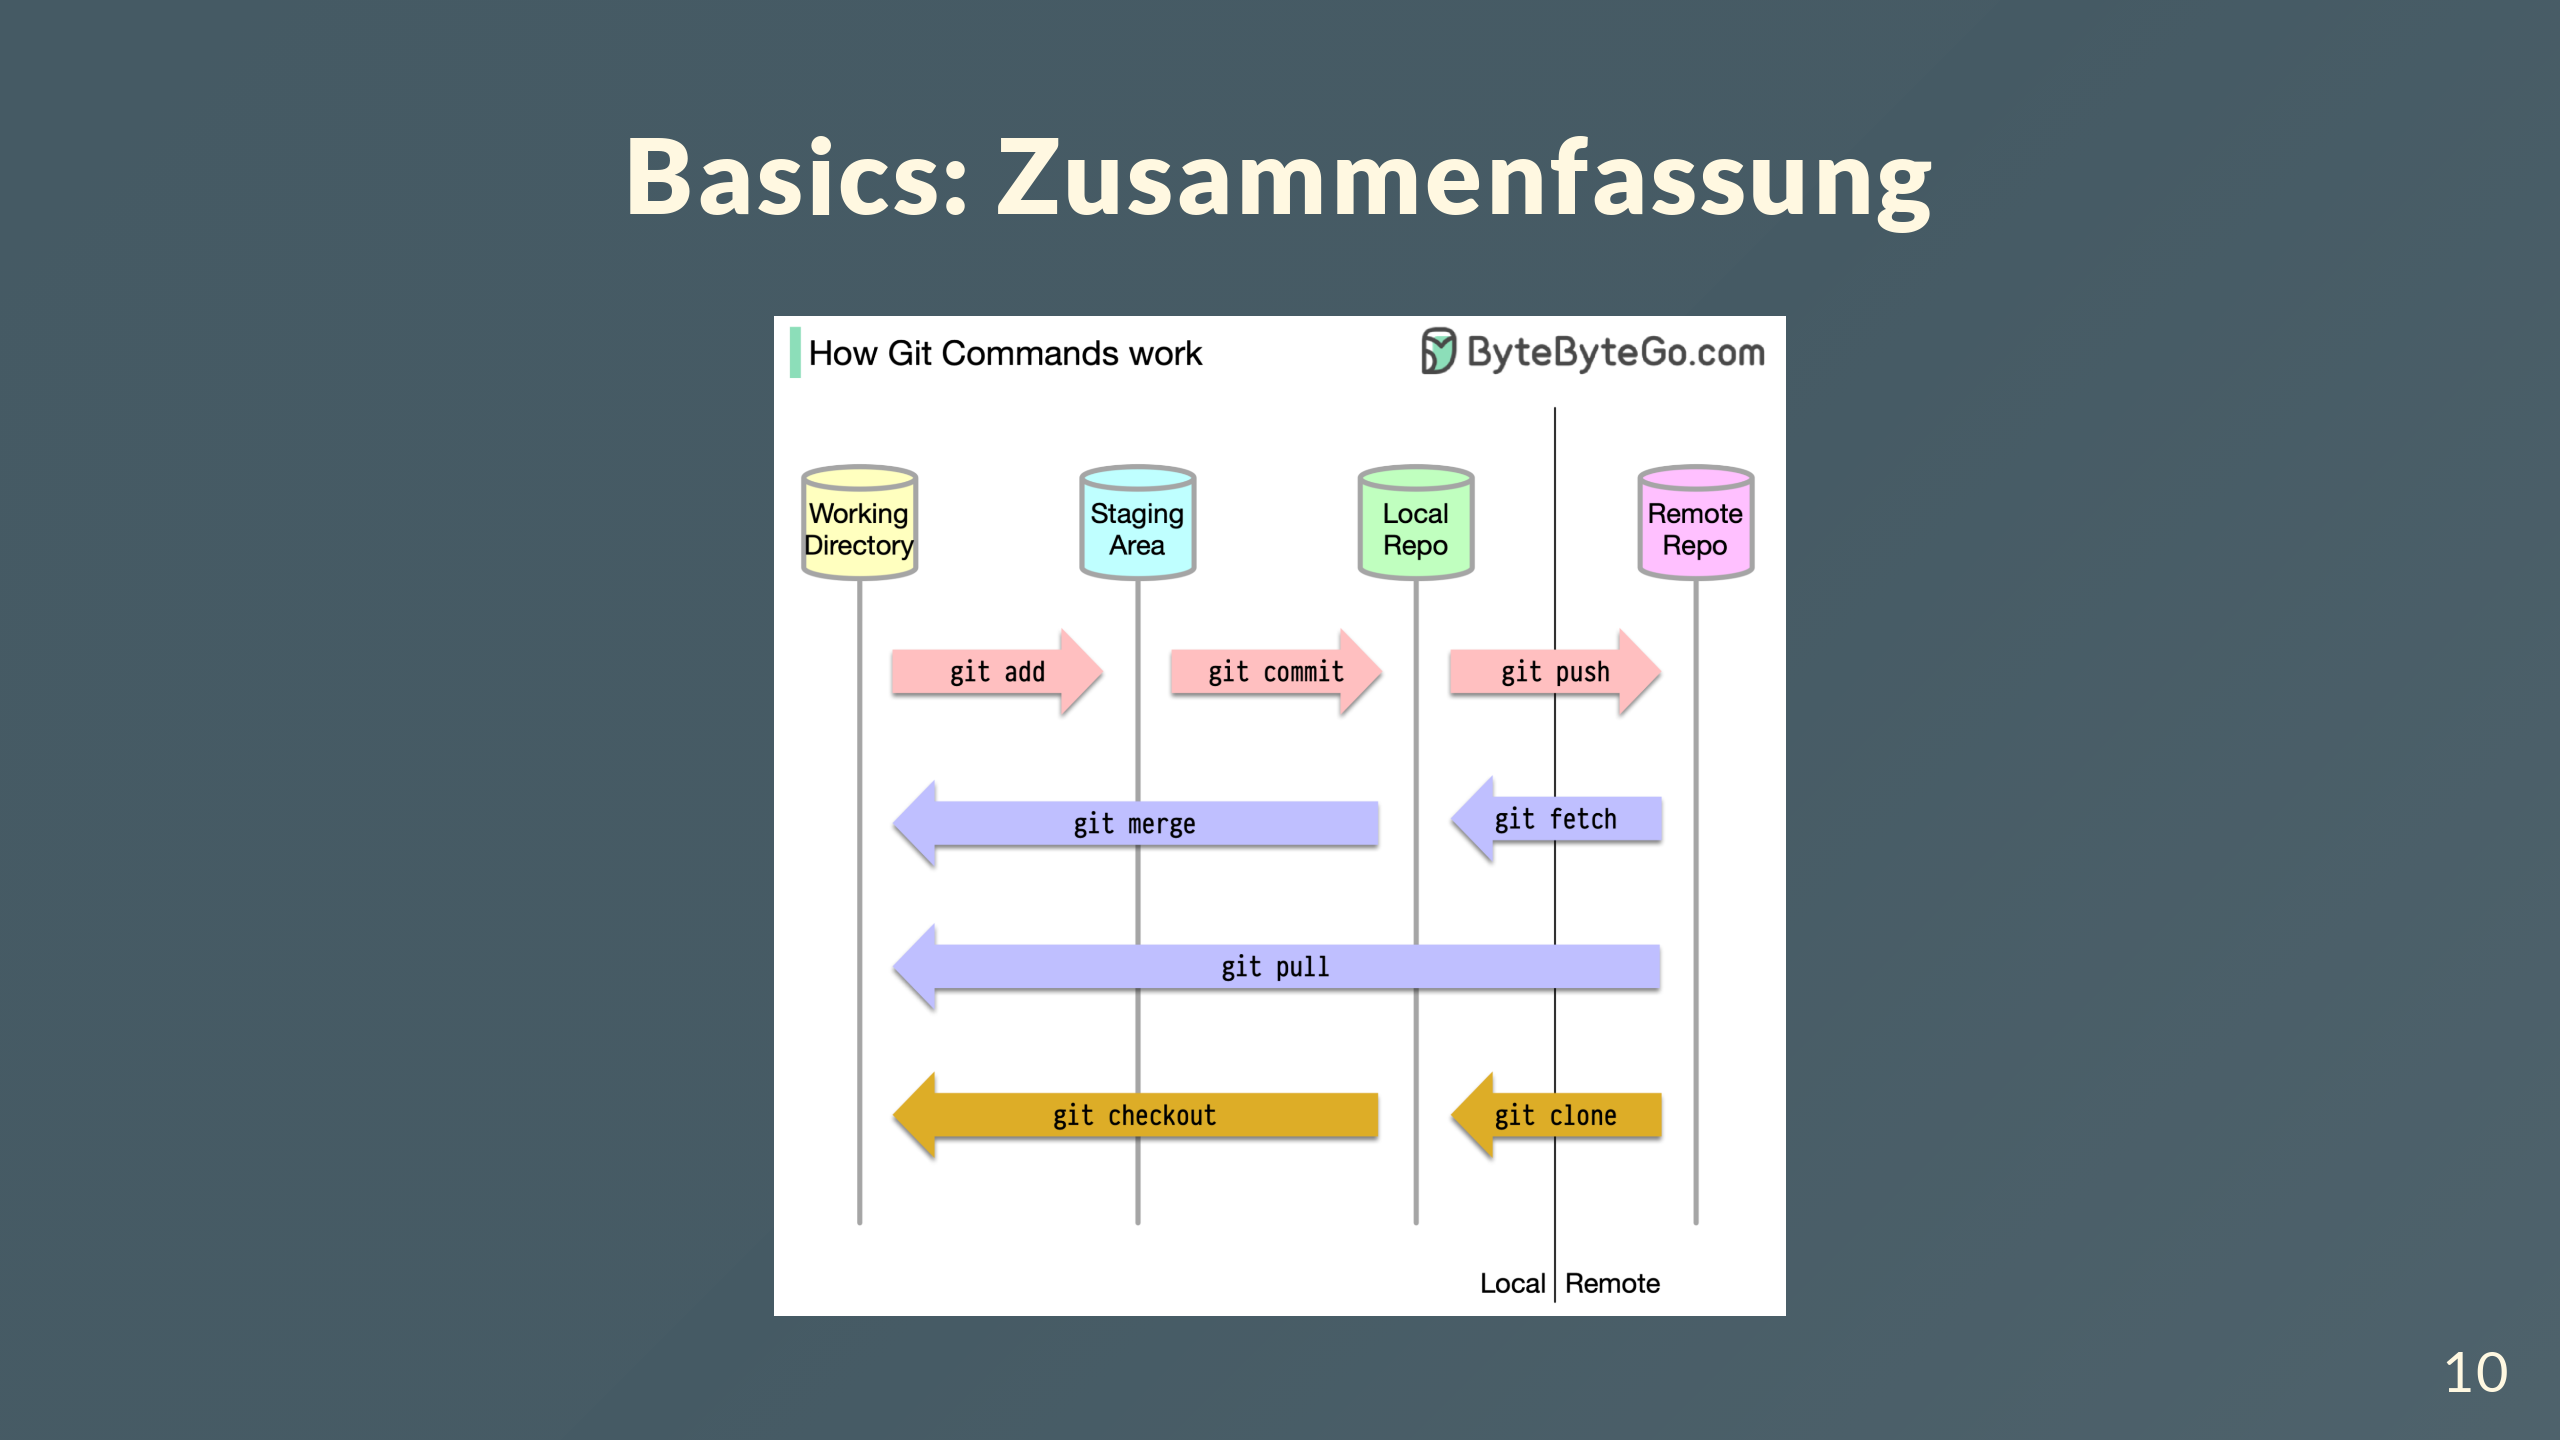 Basics: Zusammenfassung
How Git Commands work
ByteByteGo.com
Working
Directory
Staging
Area
Local
Repo
Remote
Repo
git add
git commit
git push
git merge
git fetch
git pull
git checkout
git clone
Local
Remote
10